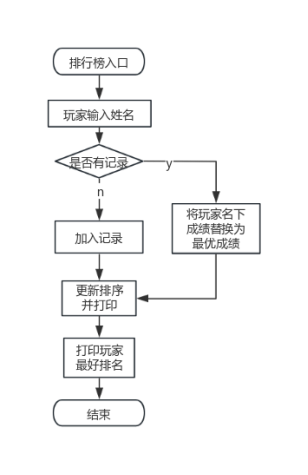 排行榜入口
玩家输入姓名
是否有记录
y
n
将玩家名下
成绩替换为
最优成绩
加入记录
更新排序
并打印
打印玩家
最好排名
结束